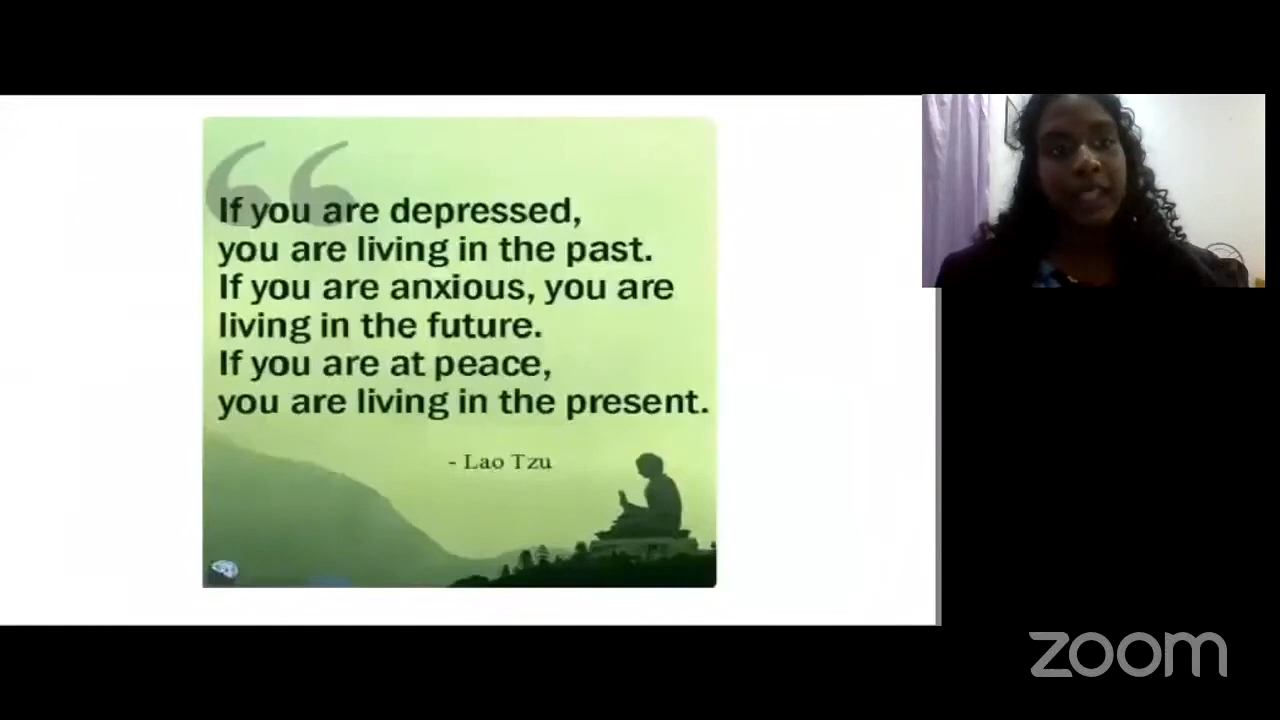 If you are depressed,
you are living in the past.
If you are anxious, you are
living in the future.
If you are at peace,
you are living in the present.
- Lao Tzu
zoom